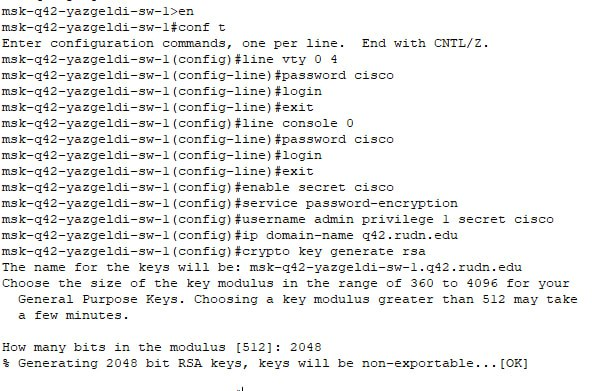 msk-q42-yazgeldi-sw-1>en
msk-q42-yazgeldi-sw-1#conf t
Enter configuration commands, one per line.  End with CNTL/Z.
msk-q42-yazgeldi-sw-1(config)#line vty 0 4
msk-q42-yazgeldi-sw-1(config-line)#password cisco
msk-q42-yazgeldi-sw-1(config-line)#login
msk-q42-yazgeldi-sw-1(config-line)#exit
msk-q42-yazgeldi-sw-1(config)#line console 0
msk-q42-yazgeldi-sw-1(config-line)#password cisco
msk-q42-yazgeldi-sw-1(config-line)#login
msk-q42-yazgeldi-sw-1(config-line)#exit
msk-q42-yazgeldi-sw-1(config)#enable secret cisco
msk-q42-yazgeldi-sw-1(config)#service password-encryption
msk-q42-yazgeldi-sw-1(config)#username admin privilege 1 secret cisco
msk-q42-yazgeldi-sw-1(config)#ip domain-name q42.rudn.edu
msk-q42-yazgeldi-sw-1(config)#crypto key generate rsa
The name for the keys will be: msk-q42-yazgeldi-sw-1.q42.rudn.edu
Choose the size of the key modulus in the range of 360 to 4096 for your
  General Purpose Keys. Choosing a key modulus greater than 512 may take
  a few minutes.

How many bits in the modulus [512]: 2048
% Generating 2048 bit RSA keys, keys will be non-exportable...[OK]